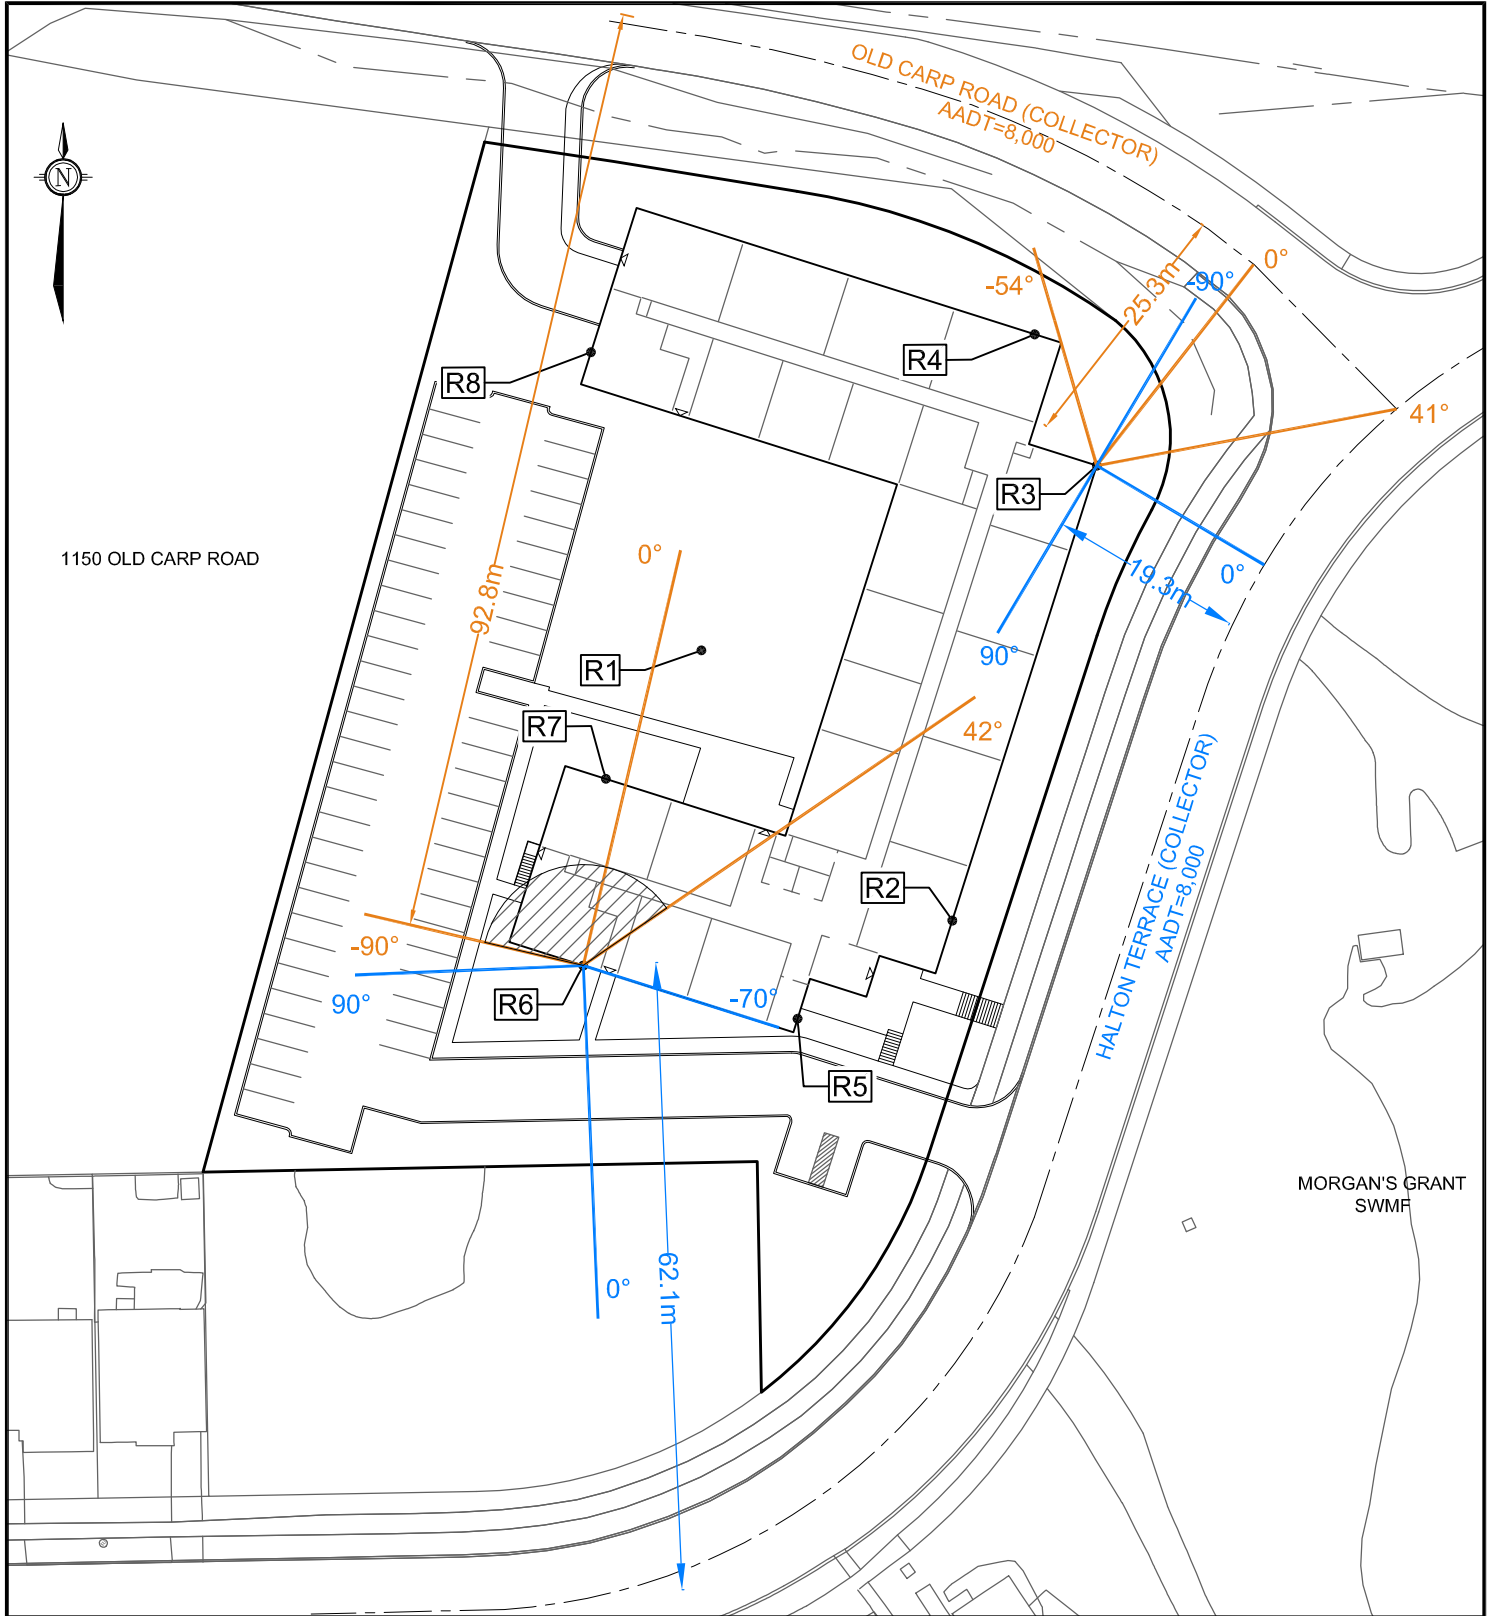 OLD CARP ROAD (COLLECTOR)
AADT=8,000
N
0°
-90°
-54°
25.3m
R4
R8
41°
R3
1150 OLD CARP ROAD
0°
19.3m
0°
92.8m
90°
R1
42°
R7
HALTON TERRACE (COLLECTOR)
AADT=8,000
R2
-90°
90°
R6
-70°
R5
MORGAN'S GRANT
SWMF
0°
62.1m